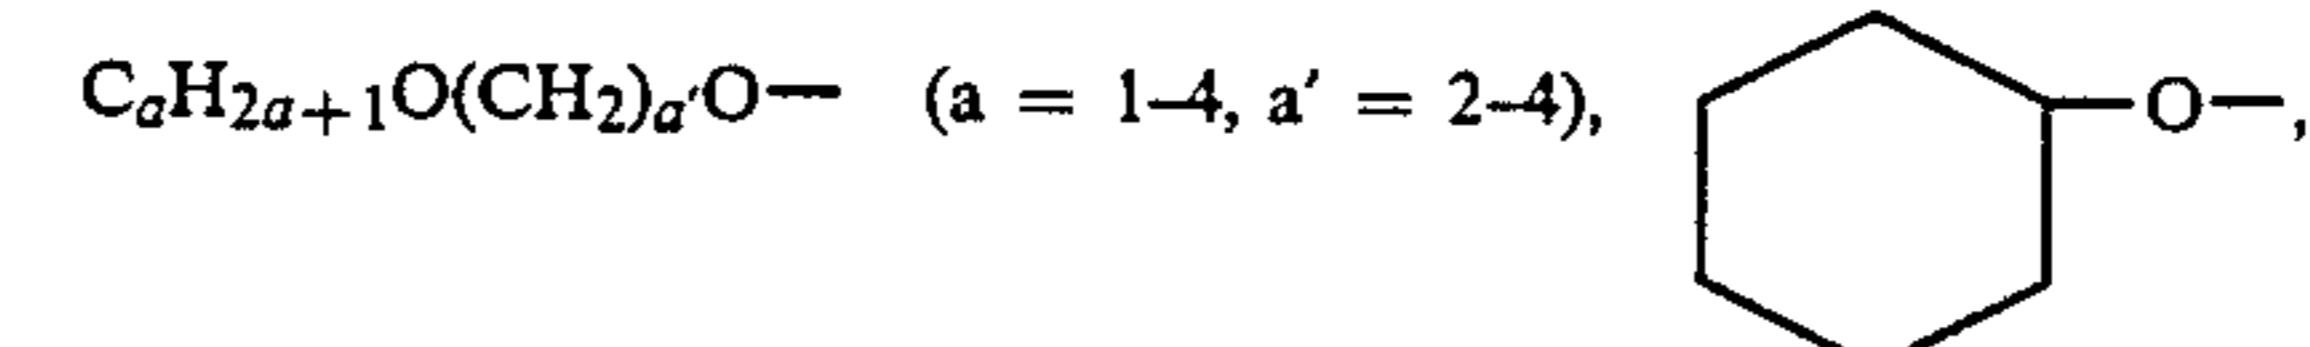 CₐH₂ₐ₊₁O(CH₂)ₐ′O— (a = 1–4, a′ = 2–4), —O—,